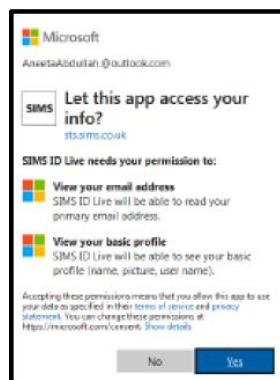 Microsoft
AneetaAbdullah.@outlook.com
SIMS
Let this app access your
info?
sts.sims.co.uk
SIMS ID Live needs your permission to:
View your email address
SIMS ID Live will be able to read your
primary email address.
View your basic profile
SIMS ID Live will be able to see your basic
profile (name, picture, user name).
Accepting these permissions means that you allow this app to use
your data as specified in their terms of service and privacy
statement. You can change these permissions at
https://microsoft.com/consent. Show details
No
Yes